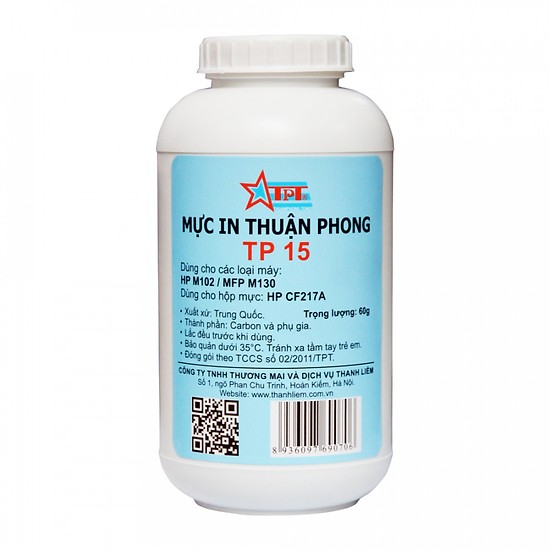 TPT
MỰC IN THUẬN PHONG
TP 15
Dùng cho các loại máy:
HP M102 / MFP M130
Dùng cho hộp mực: HP CF217A
• Xuất xứ: Trung Quốc. Trọng lượng: 60g
• Thành phần: Carbon và phụ gia.
• Lắc đều trước khi dùng.
• Bảo quản dưới 35°C. Tránh xa tầm tay trẻ em.
• Đóng gói theo TCCS số 02/2011/TPT.
CÔNG TY TNHH THƯƠNG MẠI VÀ DỊCH VỤ THANH LIÊM
Số 1, ngõ Phan Chu Trinh, Hoàn Kiếm, Hà Nội.
Website: www.thanhliem.com.vn
8 936097 690706